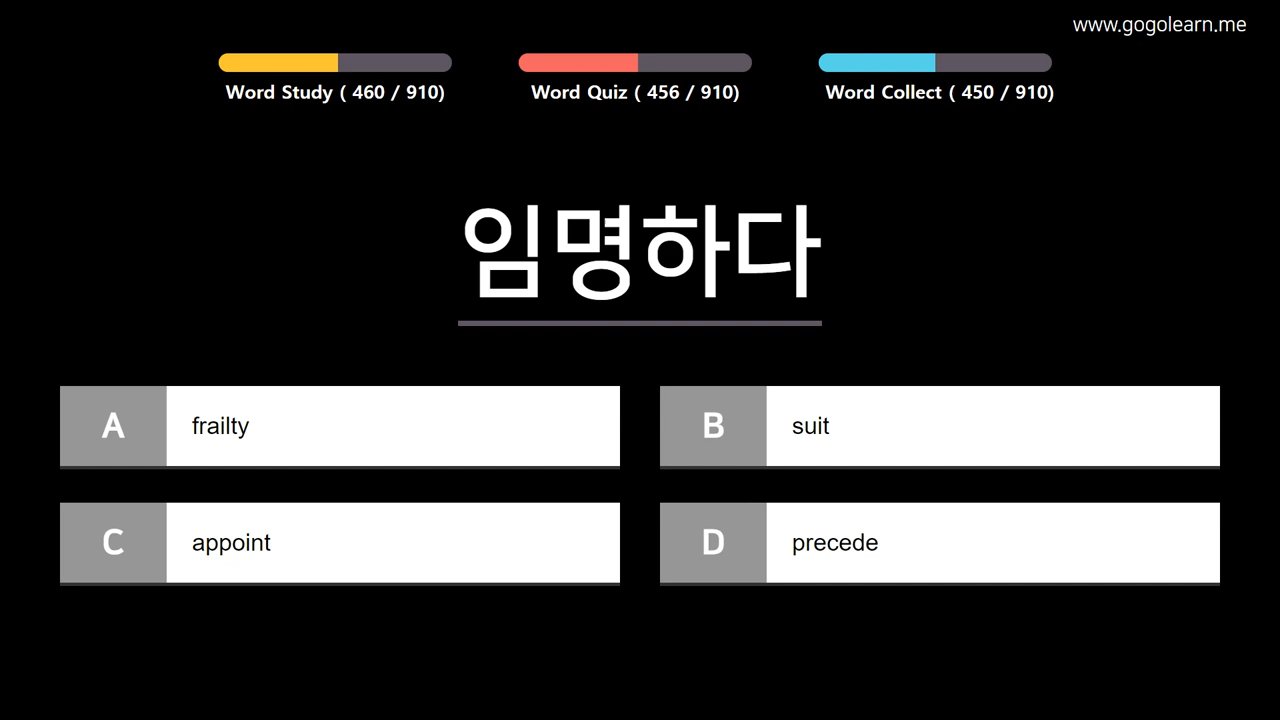 www.gogolearn.me
Word Study ( 460 / 910)
Word Quiz ( 456 / 910)
Word Collect ( 450 / 910)
임명하다
A frailty
B suit
C appoint
D precede